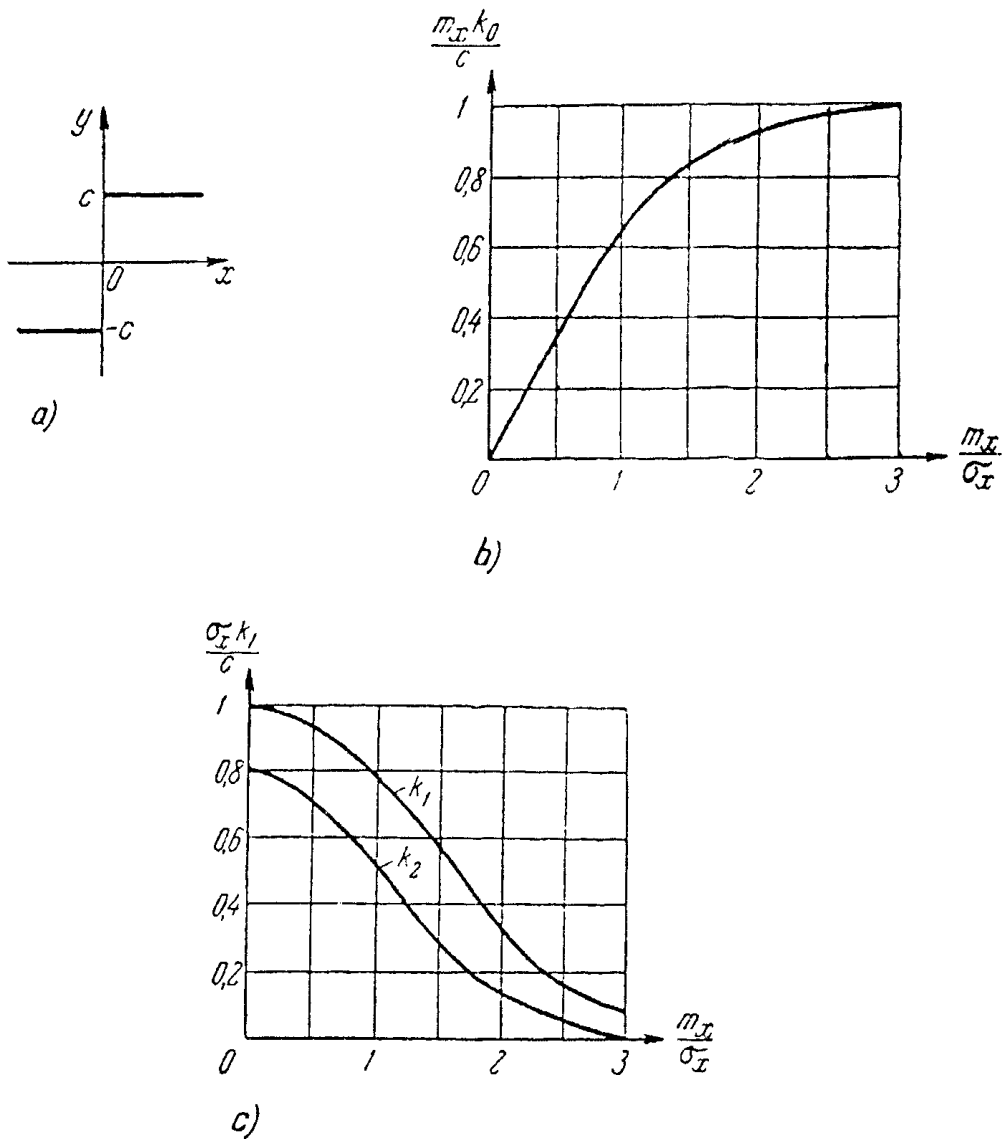 y
c
0
x
-c
a)
m_x k_0
c
1
0,8
0,6
0,4
0,2
0 1 2 3
m_x
σ_x
b)
σ_x k_1
c
1
0,8
0,6
0,4
0,2
k_1
k_2
0 1 2 3
m_x
σ_x
c)